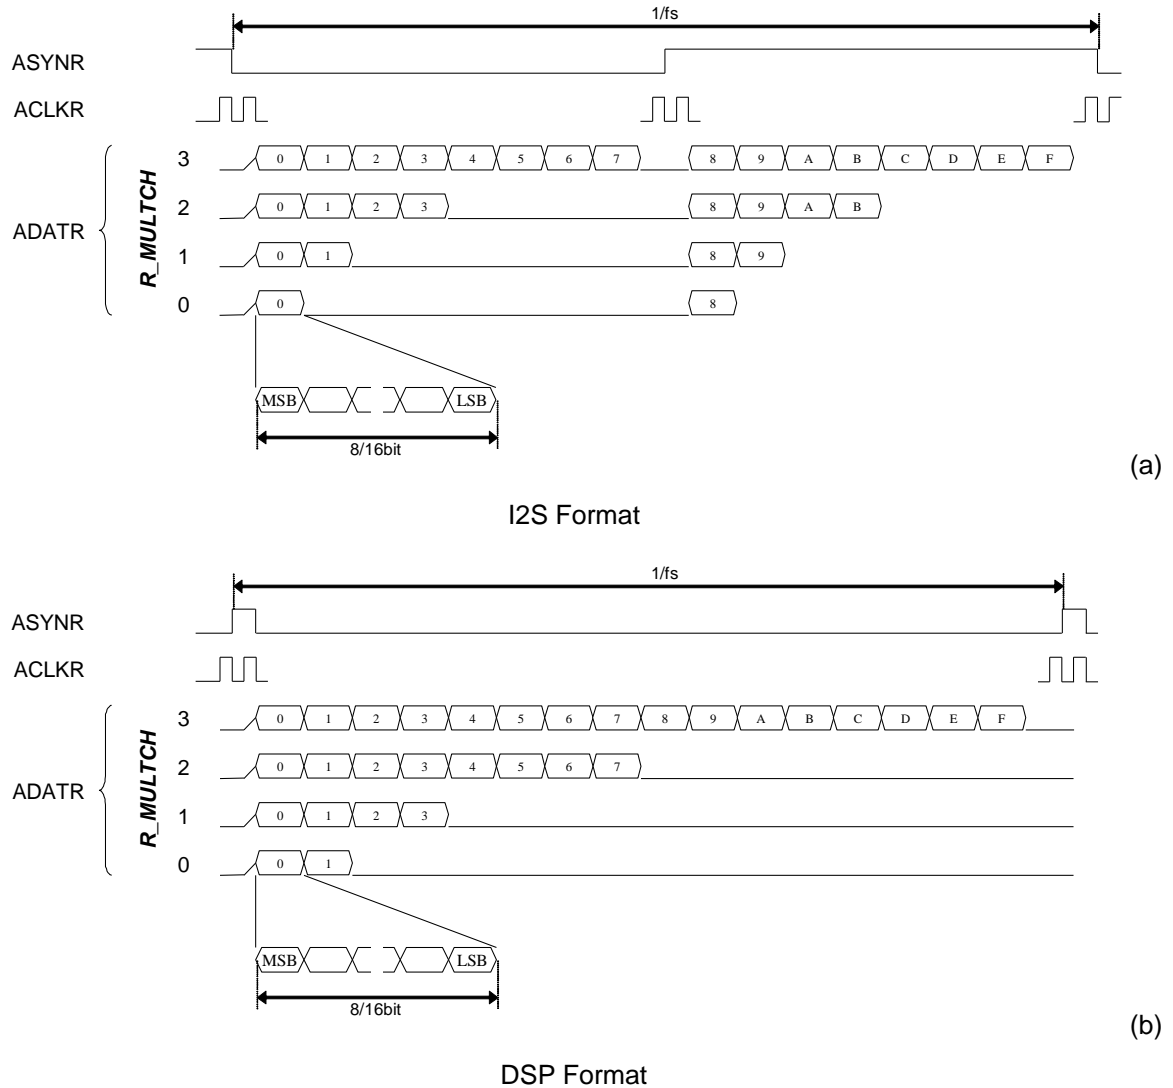 1/fs
ASYNR
ACLKR
ADATR
R_MULTCH
3 0 1 2 3 4 5 6 7 8 9 A B C D E F
2 0 1 2 3 8 9 A B
1 0 1 8 9
0 0 8
MSB LSB
8/16bit
(a)
I2S Format
1/fs
ASYNR
ACLKR
ADATR
R_MULTCH
3 0 1 2 3 4 5 6 7 8 9 A B C D E F
2 0 1 2 3 4 5 6 7
1 0 1 2 3
0 0 1
MSB LSB
8/16bit
(b)
DSP Format